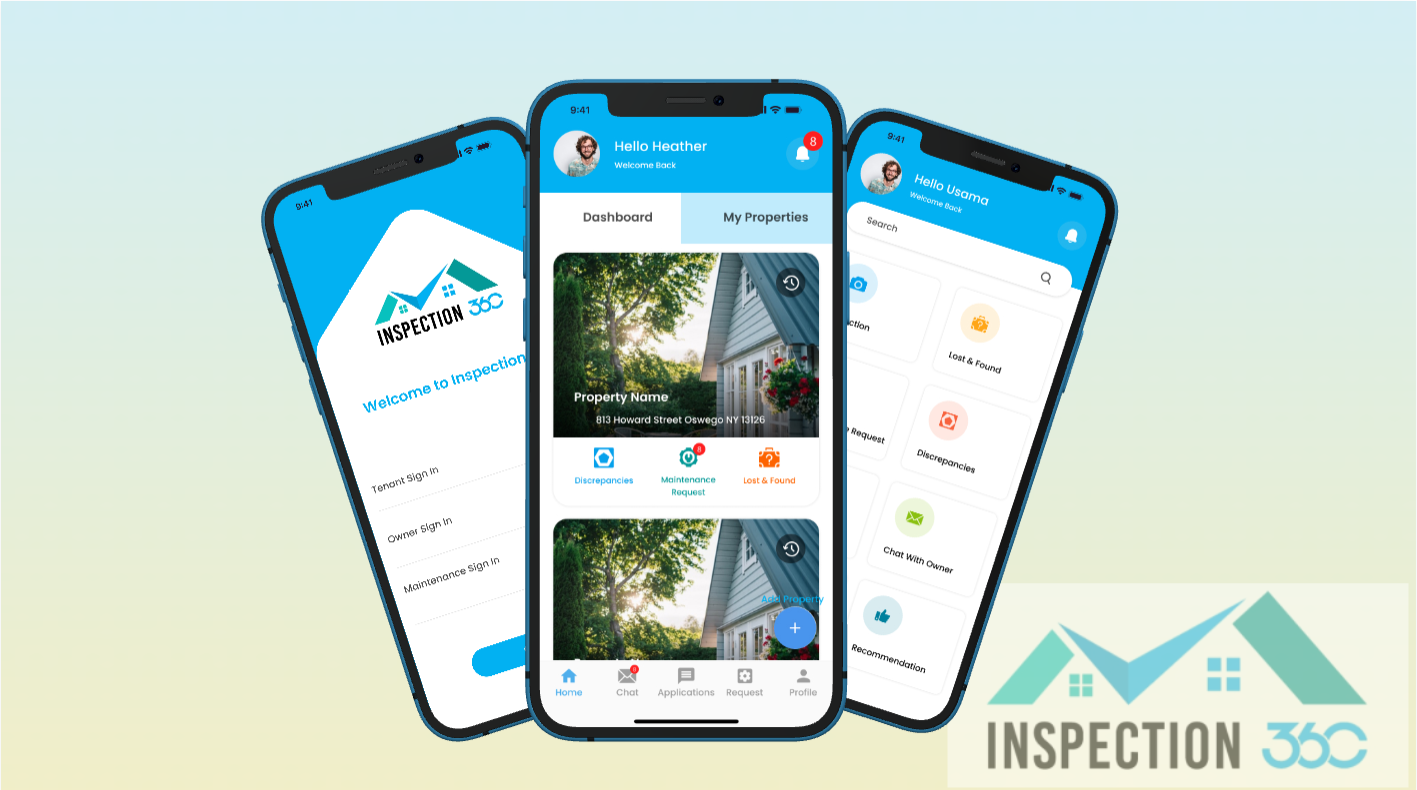 9:41
INSPECTION 360
Welcome to Inspection
Tenant Sign In
Owner Sign In
Maintenance Sign In
9:41
Hello Heather
Welcome Back
8
Dashboard
My Properties
Property Name
813 Howard Street Oswego NY 13126
Discrepancies
8
Maintenance
Request
Lost & Found
Add Property
+
Home
Chat
Applications
Request
Profile
9:41
Hello Usama
Welcome Back
Search
ction
Lost & Found
Request
Discrepancies
Chat With Owner
Recommendation
INSPECTION 360